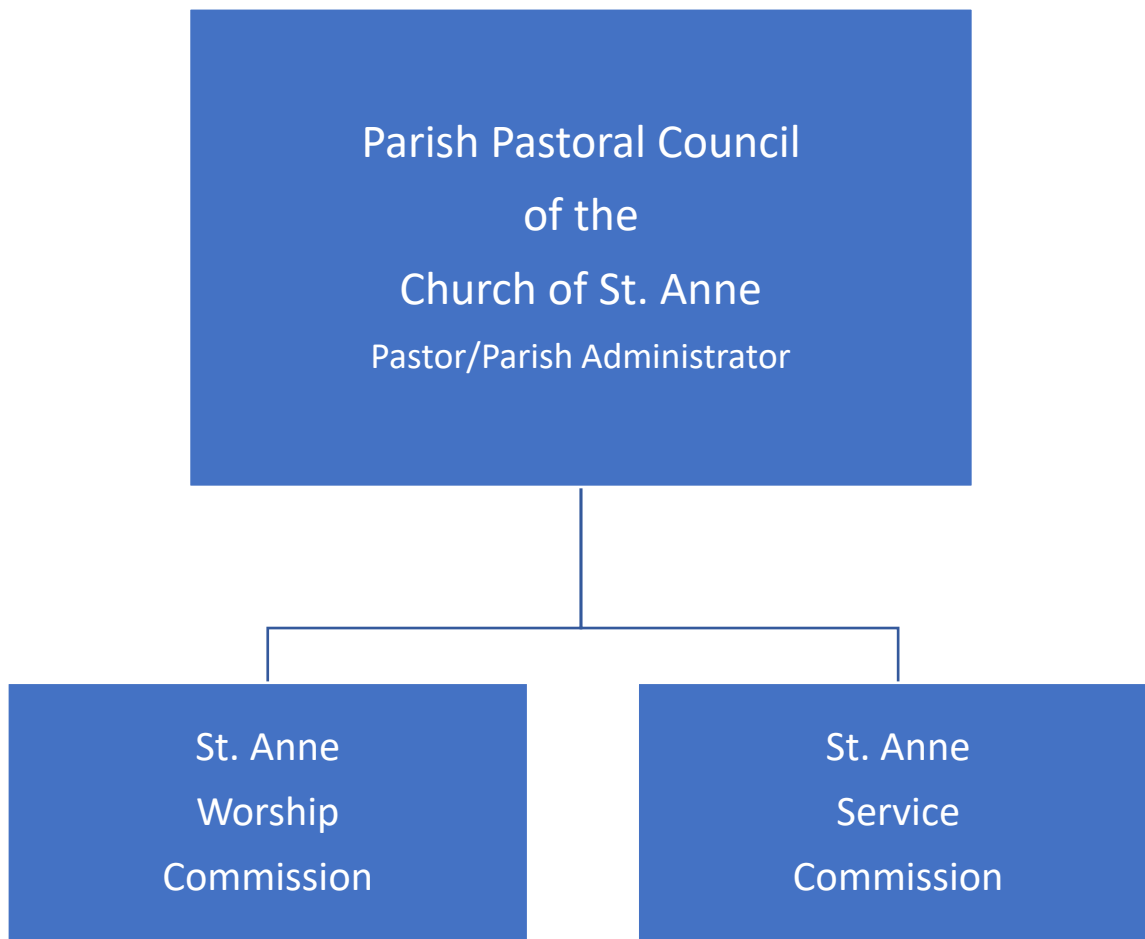 Parish Pastoral Council
of the
Church of St. Anne
Pastor/Parish Administrator
St. Anne
Worship
Commission
St. Anne
Service
Commission